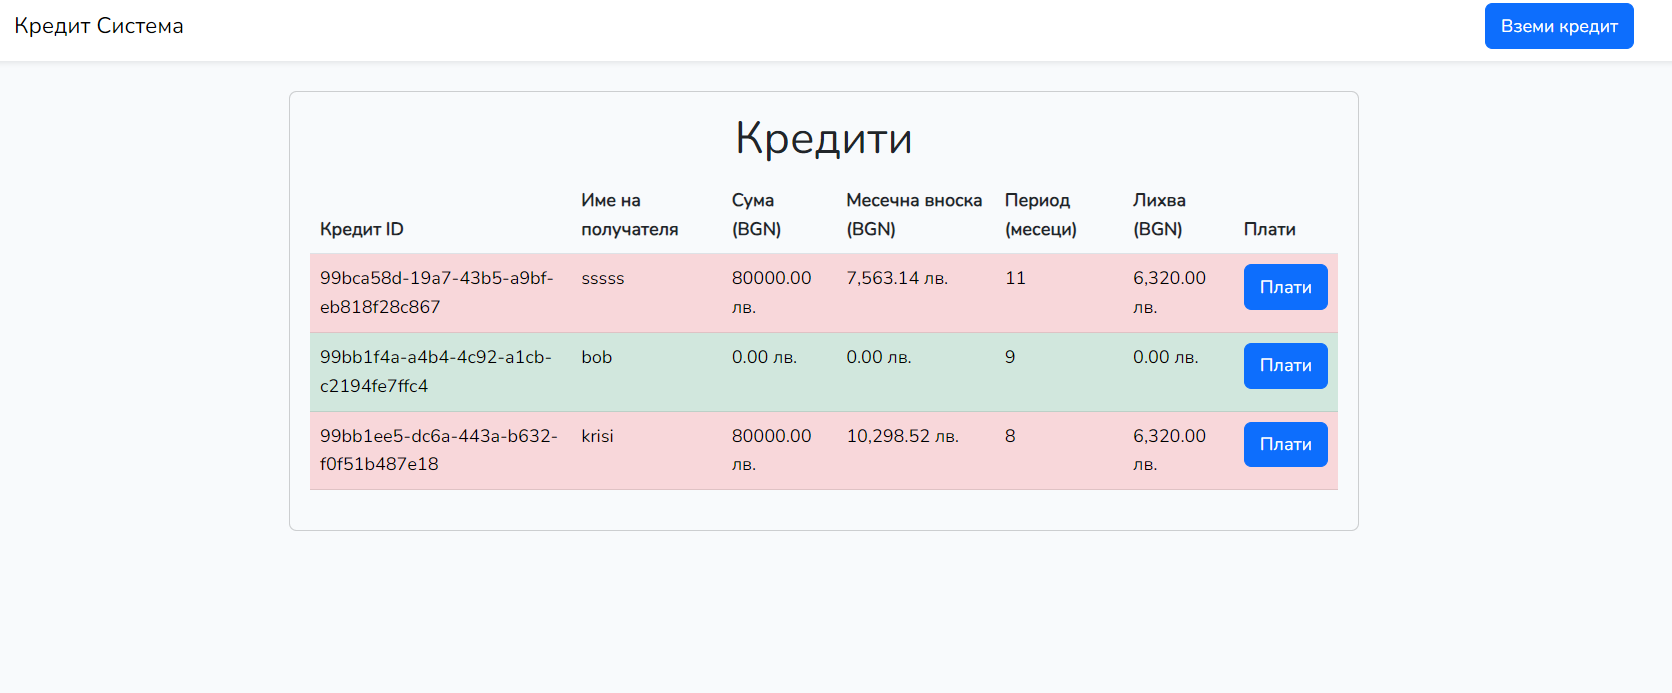 Кредит Система
Вземи кредит
Кредити
Кредит ID
Име на
получателя
Сума
(BGN)
Месечна вноска
(BGN)
Период
(месеци)
Лихва
(BGN)
Плати
99bca58d-19a7-43b5-a9bf-
eb818f28c867
sssss
80000.00
лв.
7,563.14 лв.
11
6,320.00
лв.
Плати
99bb1f4a-a4b4-4c92-a1cb-
c2194fe7ffc4
bob
0.00 лв.
0.00 лв.
9
0.00 лв.
Плати
99bb1ee5-dc6a-443a-b632-
f0f51b487e18
krisi
80000.00
лв.
10,298.52 лв.
8
6,320.00
лв.
Плати